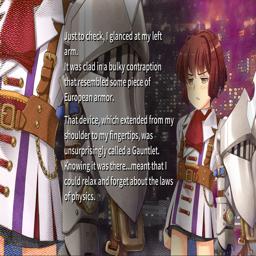 Just to check, I glanced at my left
arm.
It was clad in a bulky contraption
that resembled some piece of
European armor.
That device, which extended from my
shoulder to my fingertips, was
unsurprisingly called a Gauntlet.
Knowing it was there...meant that I
could relax and forget about the laws
of physics.